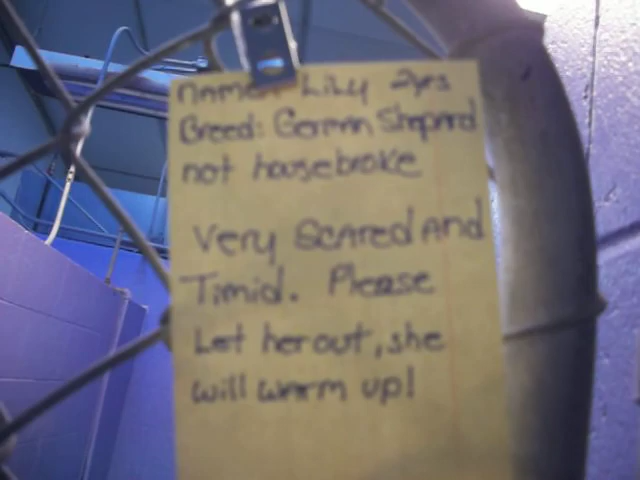 name: Lily 2yrs
Breed: German Shepard
not housebroke
Very Scared And
Timid. Please
Let her out, she
will warm up!